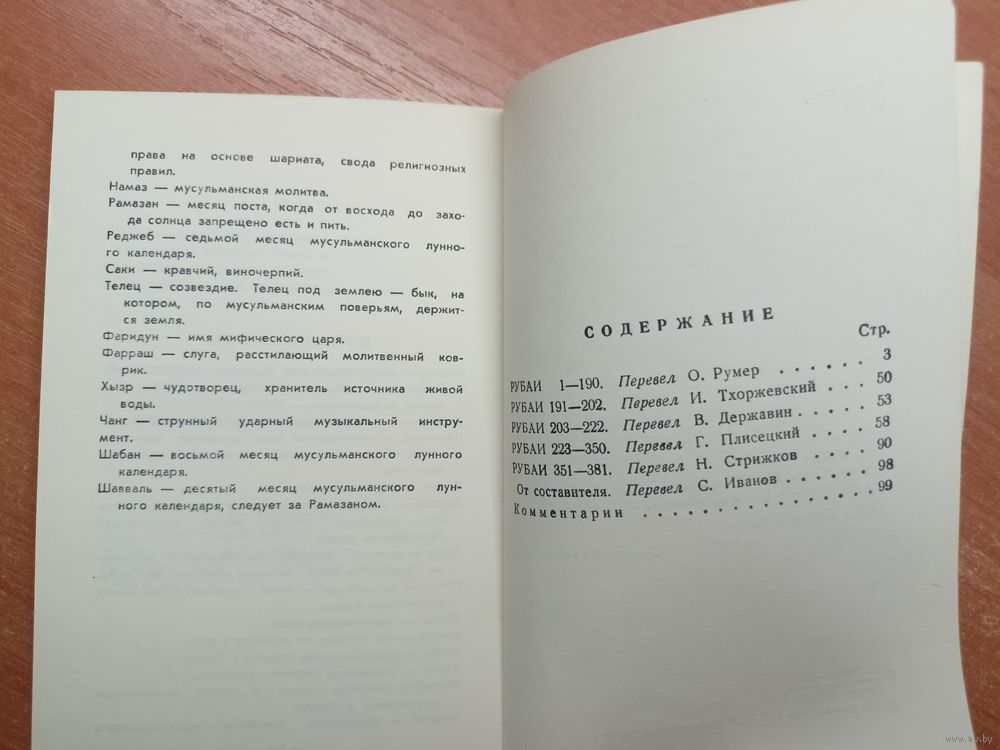 права на основе шариата, свода религиозных
правил.
Намаз — мусульманская молитва.
Рамазан — месяц поста, когда от восхода до захо-
да солнца запрещено есть и пить.
Реджеб — седьмой месяц мусульманского лунно-
го календаря.
Саки — кравчий, виночерпий.
Телец — созвездие. Телец под землею — бык, на
котором, по мусульманским поверьям, держит-
ся земля.
Фаридун — имя мифического царя.
Фарраш — слуга, расстилающий молитвенный ков-
рик.
Хызр — чудотворец, хранитель источника живой
воды.
Чанг — струнный ударный музыкальный инстру-
мент.
Шабан — восьмой месяц мусульманского лунного
календаря.
Шавваль — десятый месяц мусульманского лун-
ного календаря, следует за Рамазаном.
СОДЕРЖАНИЕ
Стр.
РУБАИ 1—190. Перевел О. Румер . . . . . . 3
РУБАИ 191—202. Перевел И. Тхоржевский . . . 50
РУБАИ 203—222. Перевел В. Державин . . . . 53
РУБАИ 223—350. Перевел Г. Плисецкий . . . . 58
РУБАИ 351—381. Перевел Н. Стрижков . . . . 90
От составителя. Перевел С. Иванов . . . . . 98
Комментарии . . . . . . . . . . . . . 99
www.av.by